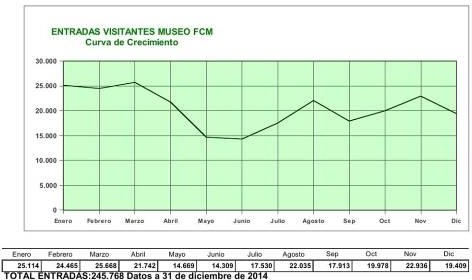 ENTRADAS VISITANTES MUSEO FCM
Curva de Crecimiento
30.000
25.000
20.000
15.000
10.000
5.000
0
Enero Febrero Marzo Abril Mayo Junio Julio Agosto Sep Oct Nov Dic
Enero Febrero Marzo Abril Mayo Junio Julio Agosto Sep Oct Nov Dic
25.114 24.465 25.668 21.742 14.669 14.309 17.530 22.035 17.913 19.978 22.936 19.409
TOTAL ENTRADAS:245.768 Datos a 31 de diciembre de 2014